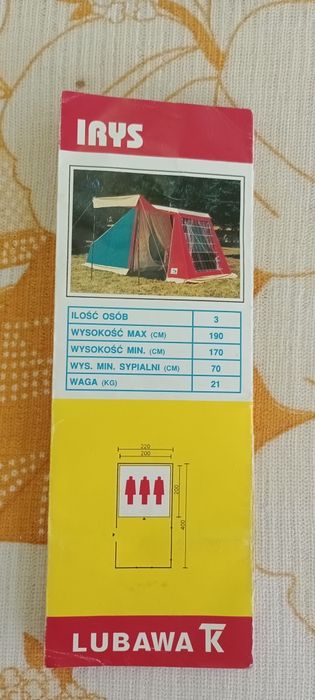 IRYS
ILOŚĆ OSÓB 3
WYSOKOŚĆ MAX (CM) 190
WYSOKOŚĆ MIN. (CM) 170
WYS. MIN. SYPIALNI (CM) 70
WAGA (KG) 21
220
200
200
400
LUBAWA